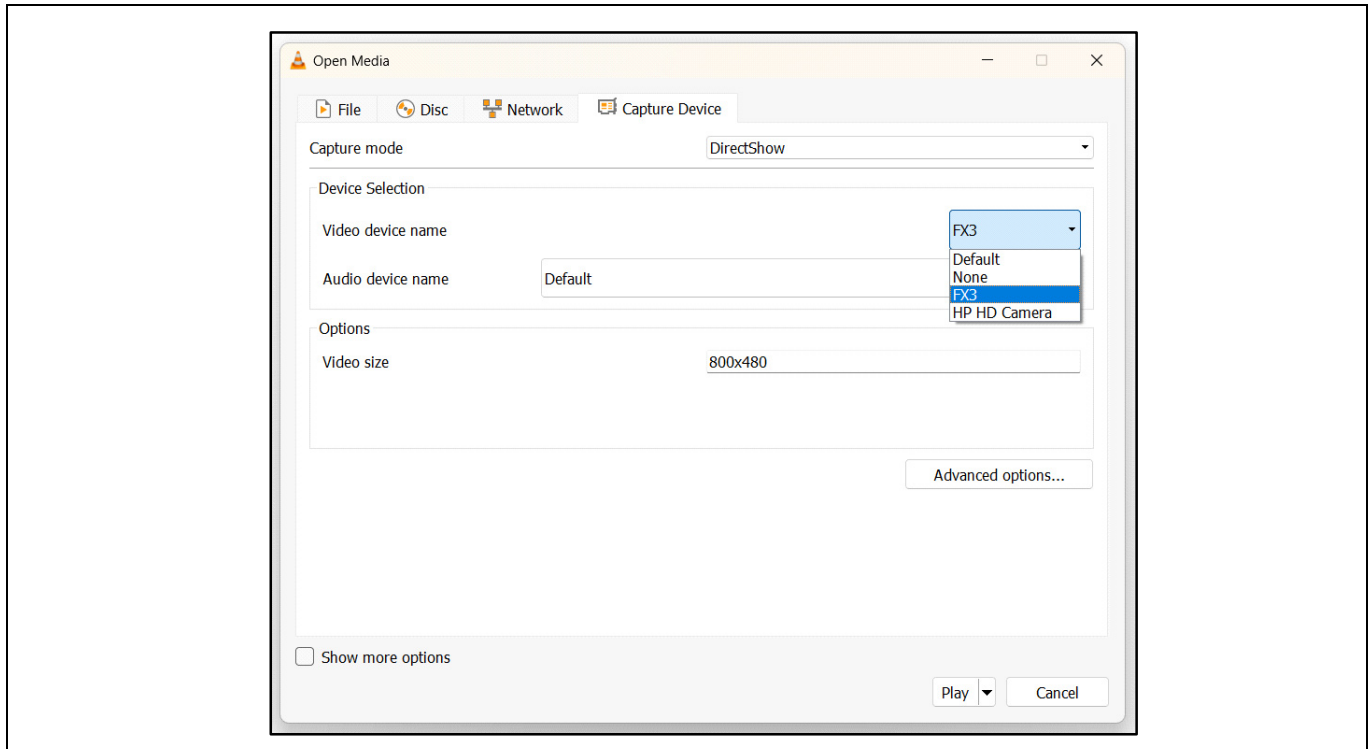 Open Media
File Disc Network Capture Device
Capture mode DirectShow
Device Selection
Video device name FX3
Default
None
FX3
HP HD Camera
Audio device name Default
Options
Video size 800x480
Advanced options...
Show more options
Play Cancel